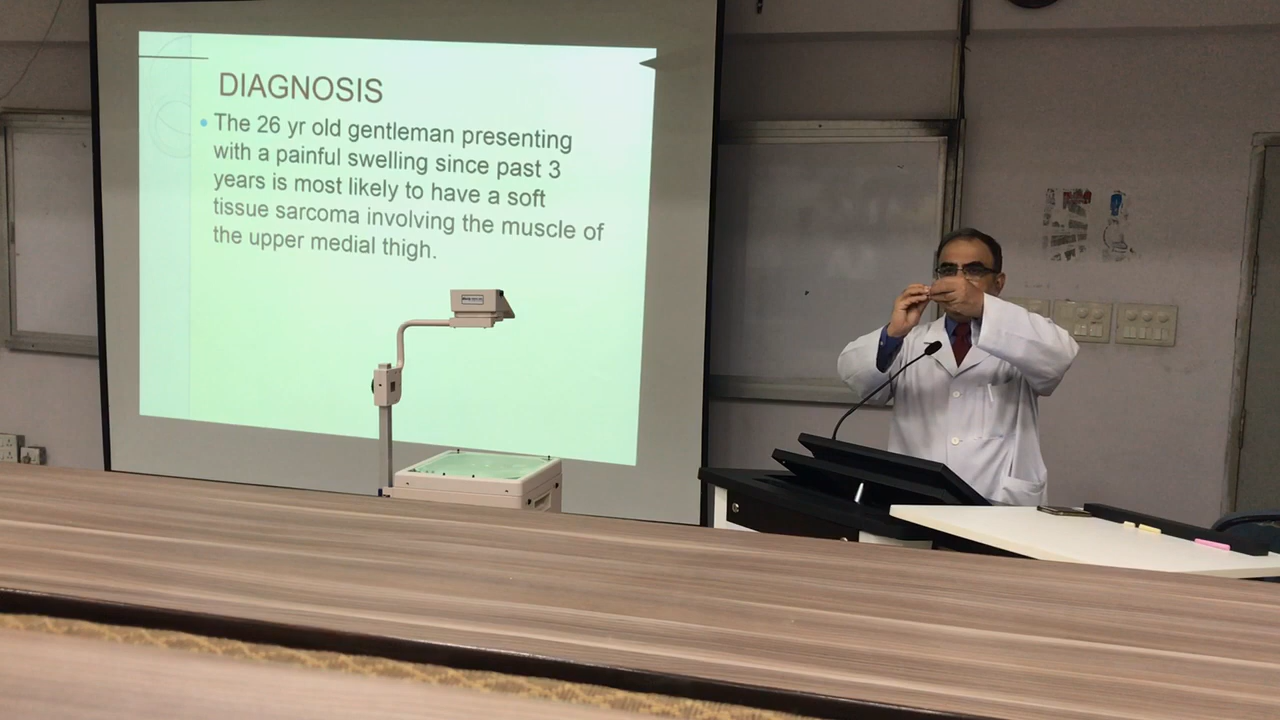 DIAGNOSIS
The 26 yr old gentleman presenting
with a painful swelling since past 3
years is most likely to have a soft
tissue sarcoma involving the muscle of
the upper medial thigh.